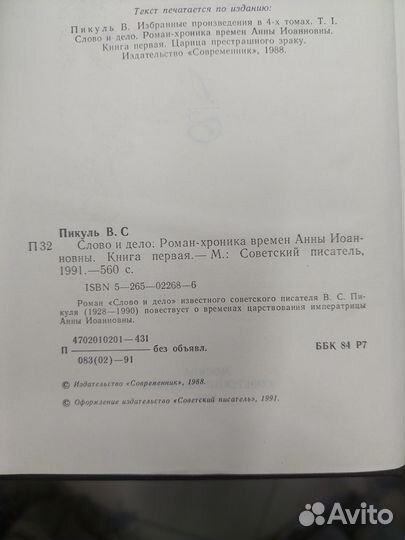 Текст печатается по изданию:
Пикуль В. Избранные произведения в 4-х томах. Т. I.
Слово и дело. Роман-хроника времен Анны Иоанновны.
Книга первая. Царица престрашного зраку.
Издательство «Современник», 1988.
Пикуль В. С
П32 Слово и дело: Роман-хроника времен Анны Иоан-
новны. Книга первая.— М.: Советский писатель,
1991.—560 с.
ISBN 5—265—02268—6
Роман «Слово и дело» известного советского писателя В. С. Пи-
куля (1928—1990) повествует о временах царствования императрицы
Анны Иоанновны.
4702010201—431
П ——— без объявл. ББҚ 84 Р7
083(02)—91
© Издательство «Современник», 1988.
© Оформление издательство «Советский писатель», 1991.
Avito